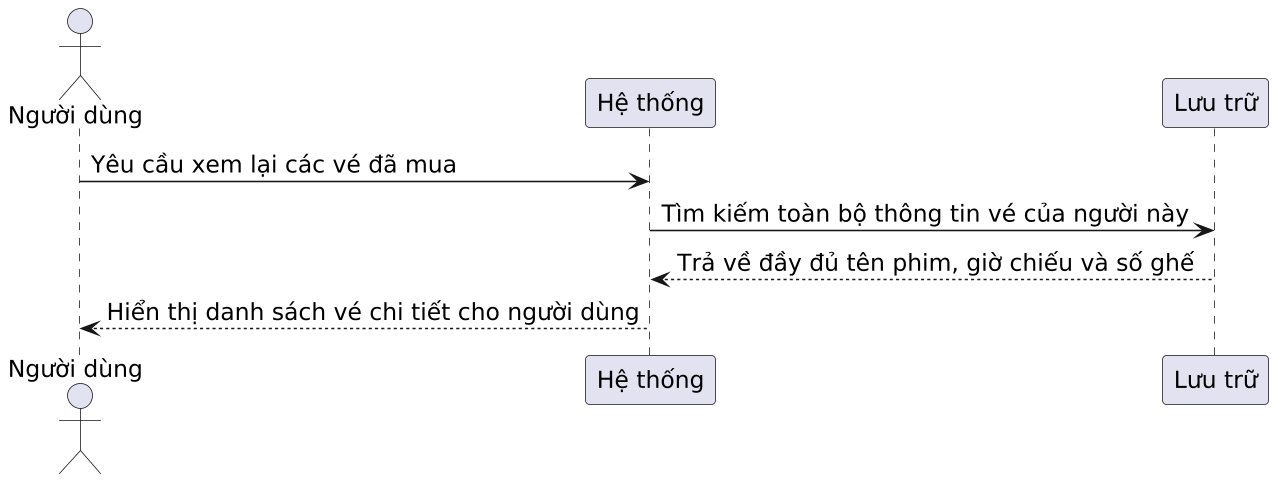 Người dùng
Hệ thống
Lưu trữ
Yêu cầu xem lại các vé đã mua
Tìm kiếm toàn bộ thông tin vé của người này
Trả về đầy đủ tên phim, giờ chiếu và số ghế
Hiển thị danh sách vé chi tiết cho người dùng
Người dùng
Hệ thống
Lưu trữ